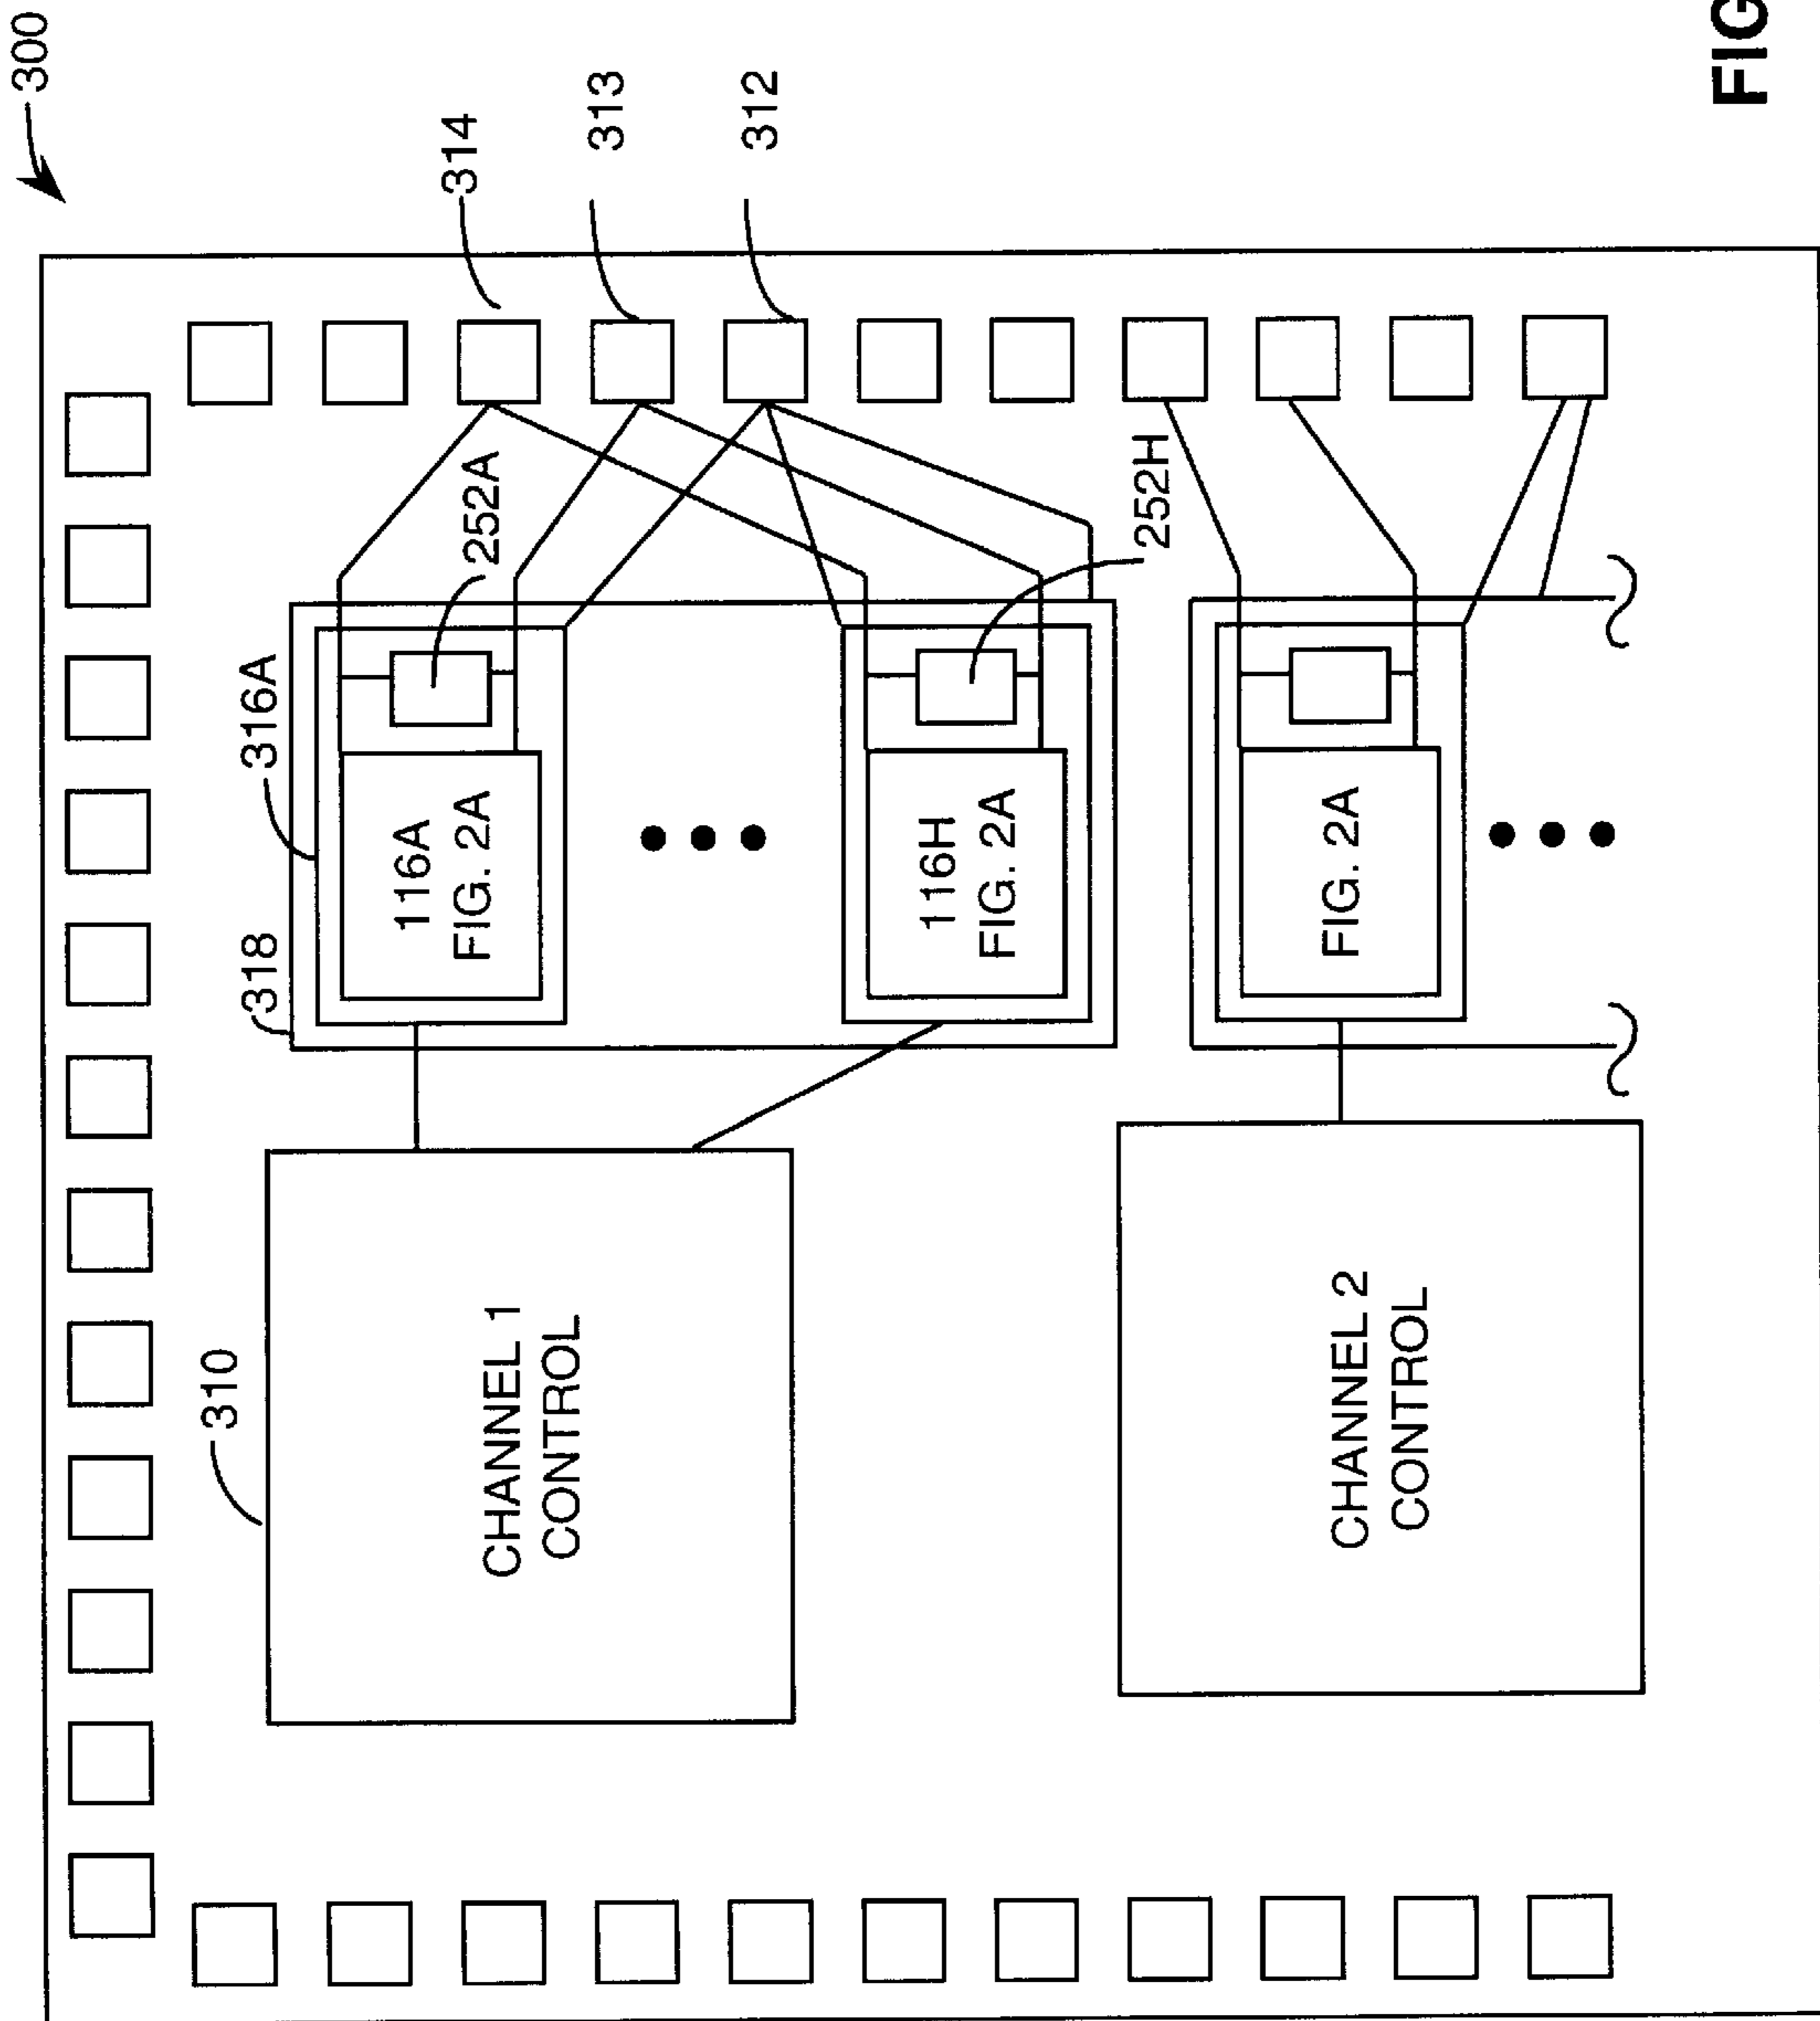 300
310
318
316A
116A
FIG. 2A
252A
314
CHANNEL 1
CONTROL
313
312
116H
FIG. 2A
252H
CHANNEL 2
CONTROL
FIG. 2A
FIG